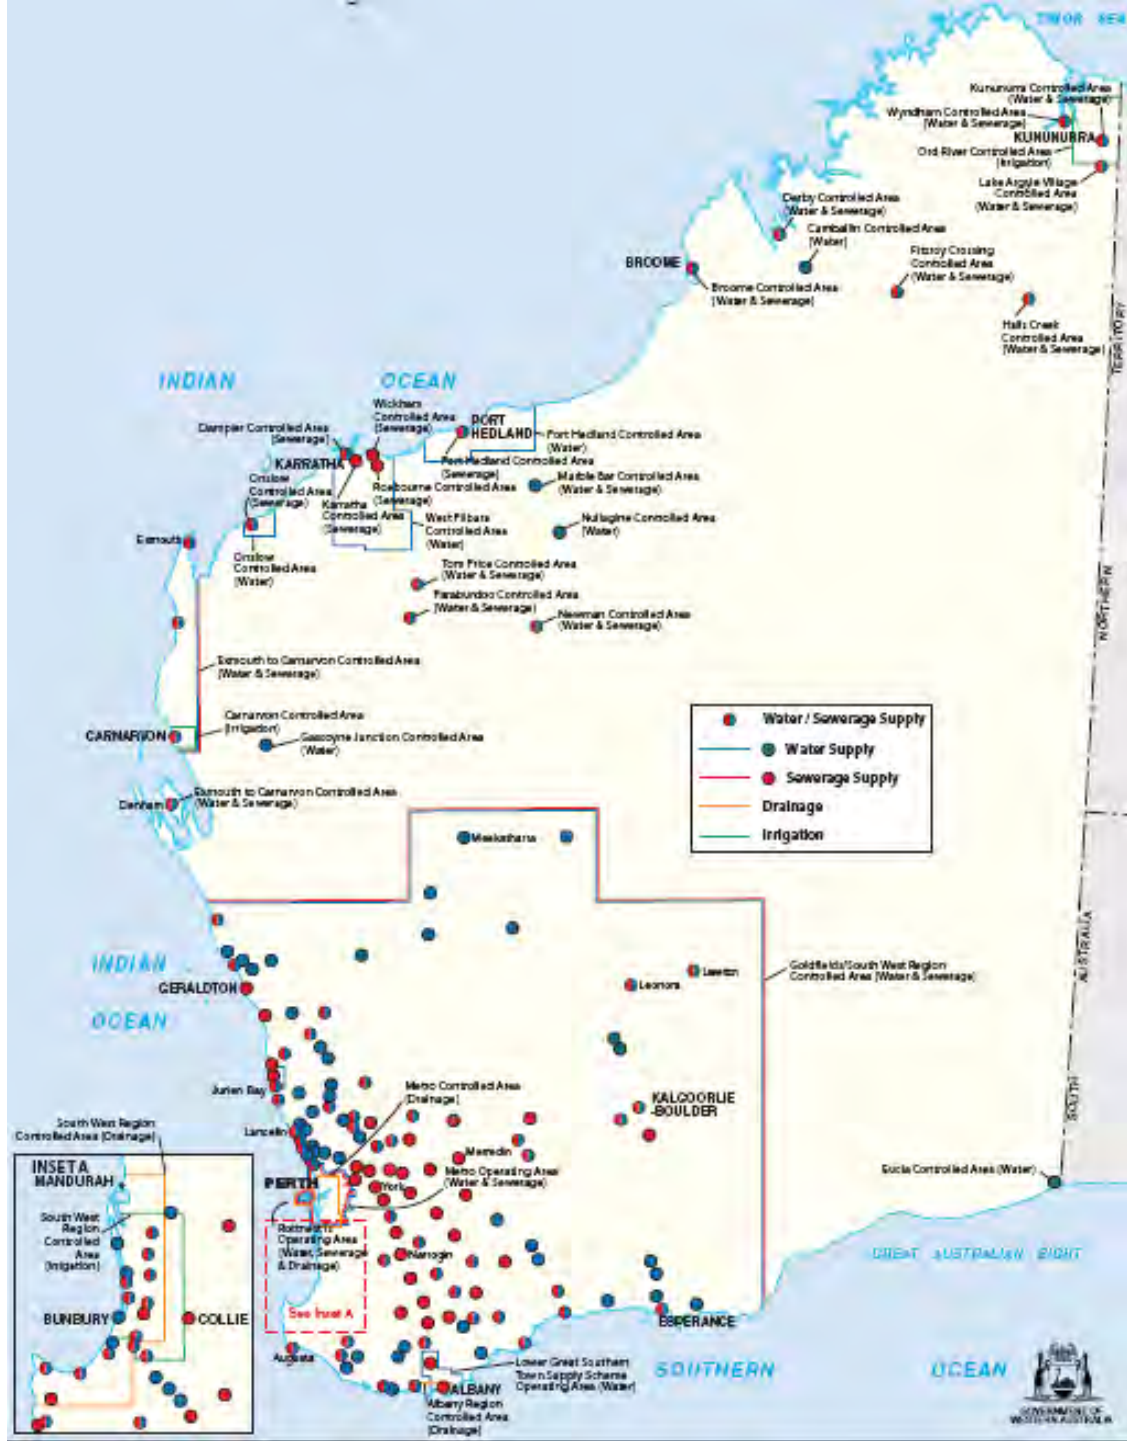 TIMOR SEA
Kununurra Controlled Area
(Water & Sewerage)
Wyndham Controlled Area
(Water & Sewerage)
KUNUNURRA
Ord River Controlled Area
(Irrigation)
Lake Argyle Village
Controlled Area
(Water & Sewerage)
Derby Controlled Area
(Water & Sewerage)
Camballin Controlled Area
(Water)
Fitzroy Crossing
Controlled Area
(Water & Sewerage)
BROOME
Broome Controlled Area
(Water & Sewerage)
Halls Creek
Controlled Area
(Water & Sewerage)
TERRITORY
INDIAN OCEAN
Wickham
Controlled Area
(Sewerage)
Dampier Controlled Area
(Sewerage)
PORT
HEDLAND
Port Hedland Controlled Area
(Water)
KARRATHA
Port Hedland Controlled Area
(Sewerage)
Marble Bar Controlled Area
(Water & Sewerage)
Onslow
Controlled Area
(Sewerage)
Roebourne Controlled Area
(Sewerage)
Karratha
Controlled Area
(Sewerage)
West Pilbara
Controlled Area
(Water)
Nullagine Controlled Area
(Water)
Exmouth
Onslow
Controlled Area
(Water)
Tom Price Controlled Area
(Water & Sewerage)
Paraburdoo Controlled Area
(Water & Sewerage)
Newman Controlled Area
(Water & Sewerage)
NORTHERN
Exmouth to Carnarvon Controlled Area
(Water & Sewerage)
Carnarvon Controlled Area
(Irrigation)
CARNARVON
Gascoyne Junction Controlled Area
(Water)
Water / Sewerage Supply
Water Supply
Sewerage Supply
Drainage
Irrigation
Denham
Exmouth to Carnarvon Controlled Area
(Water & Sewerage)
Meekatharra
AUSTRALIA
INDIAN
OCEAN
GERALDTON
Leonora
Goldfields/South West Region
Controlled Area (Water & Sewerage)
SOUTH
Jurien Bay
Metro Controlled Area
(Drainage)
KALGOORLIE
-BOULDER
Lancelin
Merredin
Metro Operating Area
(Water & Sewerage)
PERTH
York
Eucla Controlled Area (Water)
South West Region
Controlled Area (Drainage)
INSET A
MANDURAH
South West
Region
Controlled
Area
(Irrigation)
BUNBURY
COLLIE
Rottnest Is
Operating Area
(Water, Sewerage
& Drainage)
Narrogin
See Inset A
GREAT AUSTRALIAN BIGHT
ESPERANCE
Augusta
Lower Great Southern
Town Supply Scheme
Operating Area (Water)
ALBANY
Albany Region
Controlled Area
(Drainage)
SOUTHERN OCEAN
GOVERNMENT OF
WESTERN AUSTRALIA